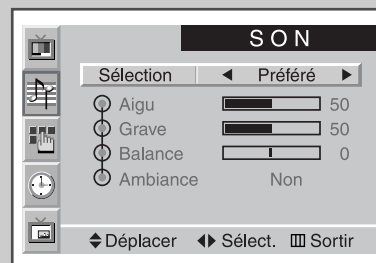 SON
Sélection Préféré
Aigu 50
Grave 50
Balance 0
Ambiance Non
Déplacer Sélect. Sortir